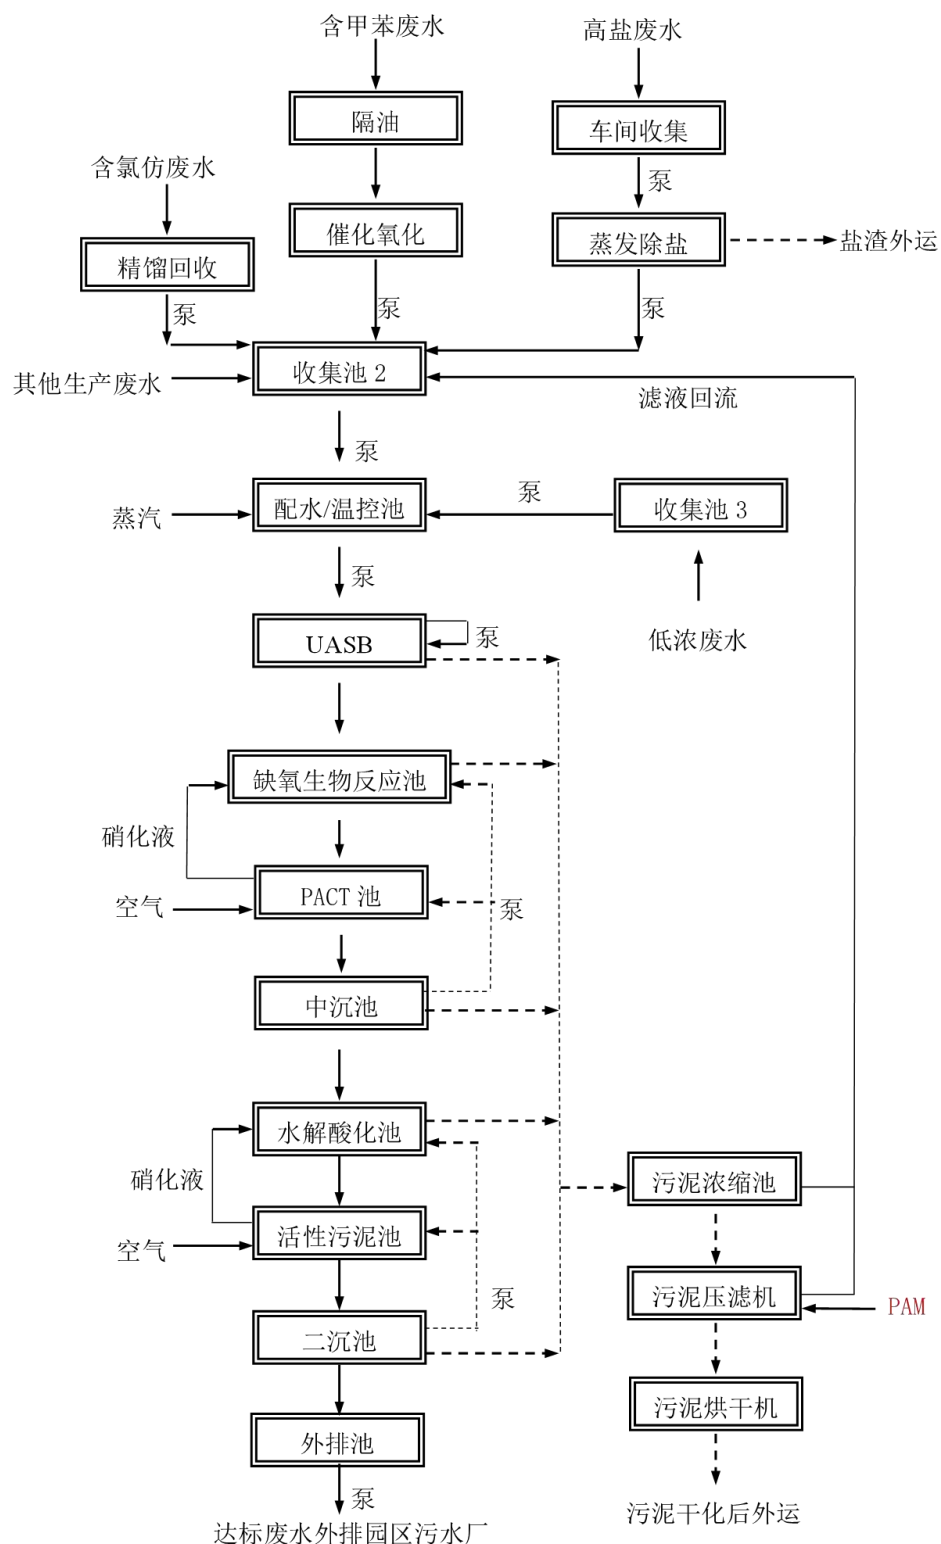 含甲苯废水
高盐废水
隔油
车间收集
含氯仿废水
泵
催化氧化
蒸发除盐
盐渣外运
精馏回收
泵
泵
泵
收集池 2
其他生产废水
滤液回流
泵
泵
蒸汽
配水/温控池
收集池 3
泵
UASB
泵
低浓废水
缺氧生物反应池
硝化液
PACT 池
空气
泵
中沉池
水解酸化池
硝化液
污泥浓缩池
活性污泥池
空气
污泥压滤机
PAM
泵
二沉池
污泥烘干机
外排池
泵
污泥干化后外运
达标废水外排园区污水厂